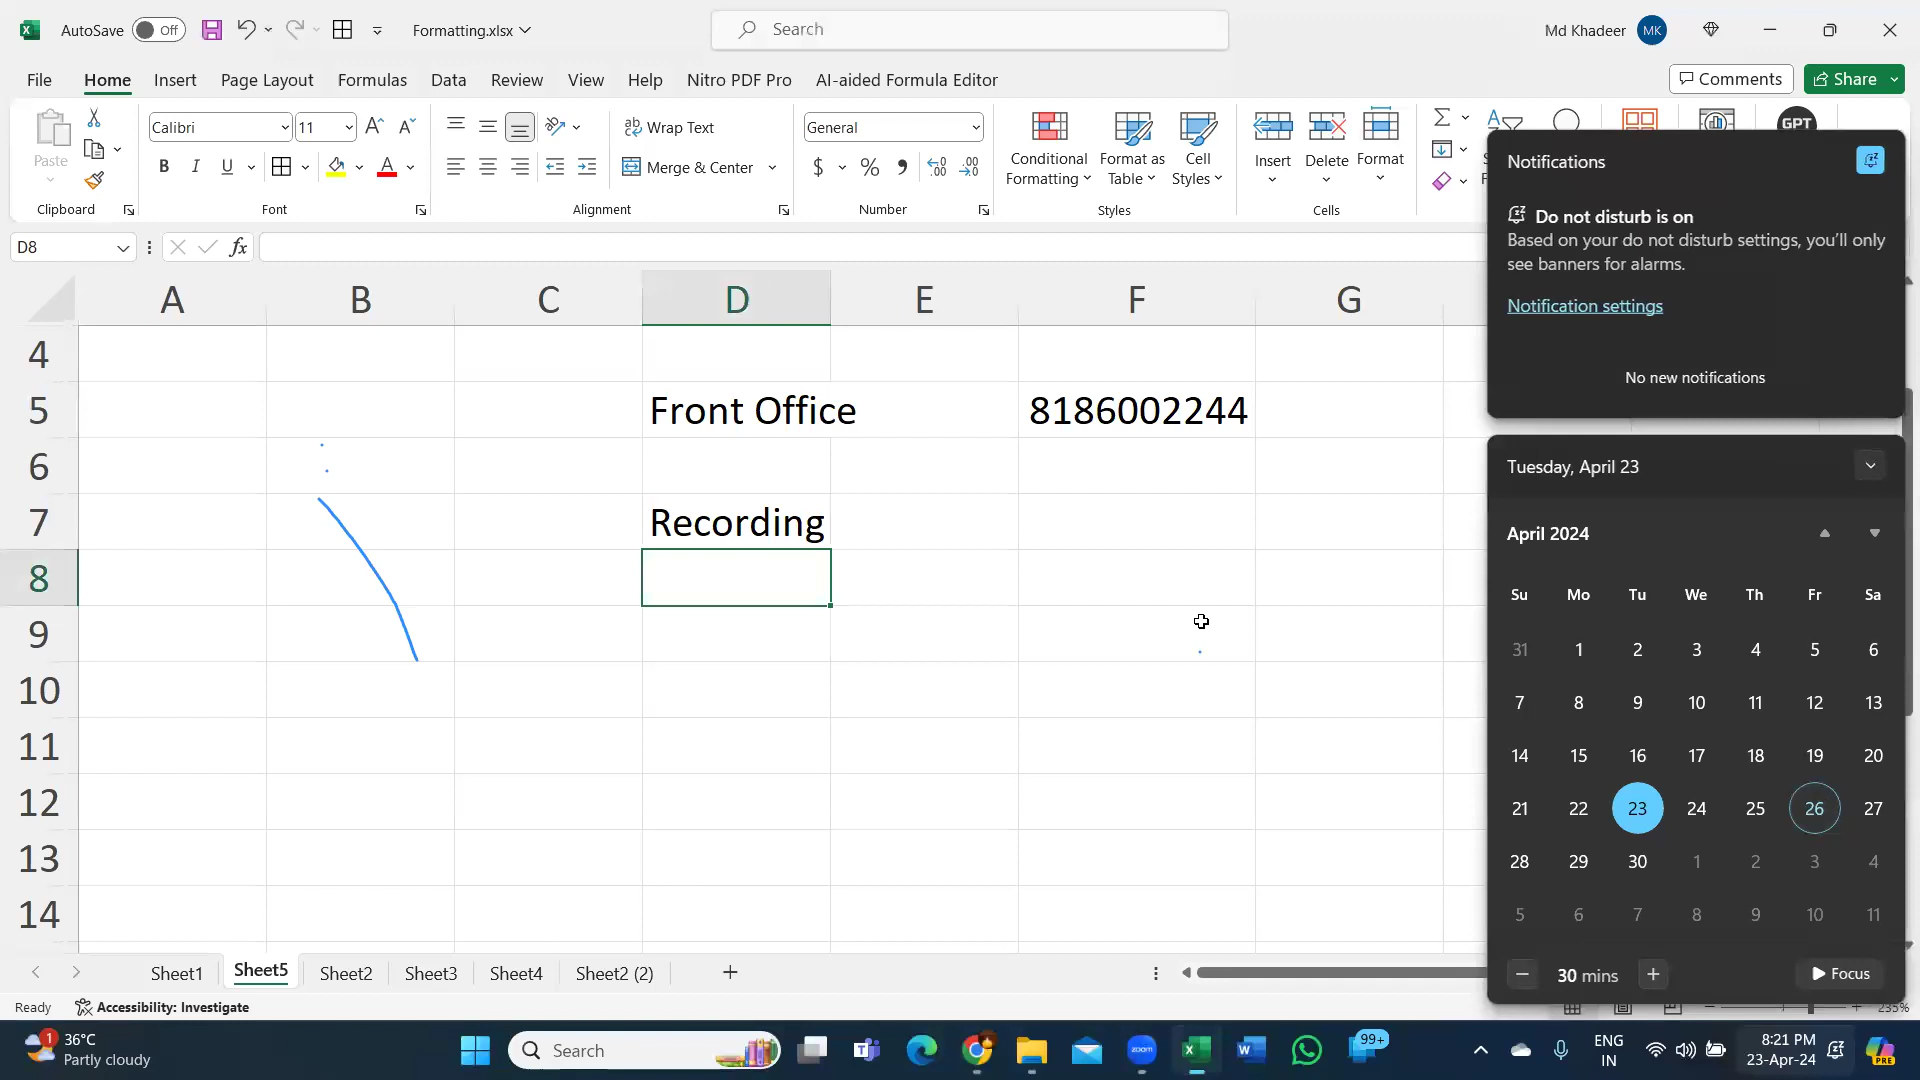 AutoSave Off Formatting.xlsx Search Md Khadeer MK
File Home Insert Page Layout Formulas Data Review View Help Nitro PDF Pro AI-aided Formula Editor Comments Share
Paste Calibri 11 Wrap Text General GPT
B I U Merge & Center $ % Conditional Formatting Format as Table Cell Styles Insert Delete Format
Clipboard Font Alignment Number Styles Cells
D8 fx
A B C D E F G
4
5 Front Office 8186002244
6
7 Recording
8
9
10
11
12
13
14
Sheet1 Sheet5 Sheet2 Sheet3 Sheet4 Sheet2 (2)
Ready Accessibility: Investigate 235%
Notifications
Do not disturb is on
Based on your do not disturb settings, you'll only
see banners for alarms.
Notification settings
No new notifications
Tuesday, April 23
April 2024
Su Mo Tu We Th Fr Sa
31 1 2 3 4 5 6
7 8 9 10 11 12 13
14 15 16 17 18 19 20
21 22 23 24 25 26 27
28 29 30 1 2 3 4
5 6 7 8 9 10 11
30 mins Focus
1 36°C
Partly cloudy
Search
zoom
99+
ENG
IN
8:21 PM
23-Apr-24
PRE